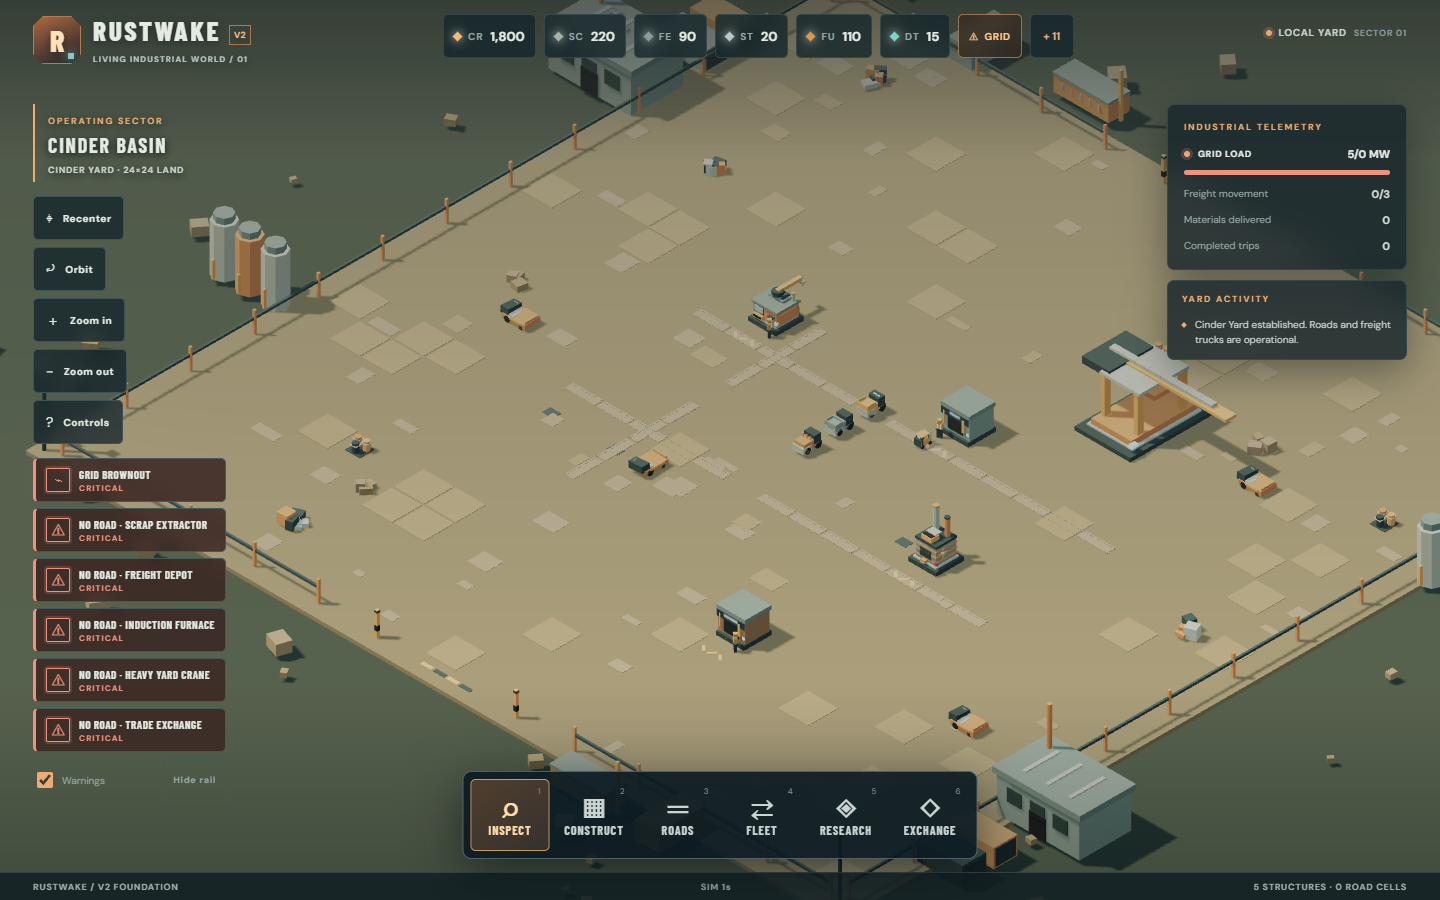 R RUSTWAKE V2
LIVING INDUSTRIAL WORLD / 01
CR 1,800
SC 220
FE 90
ST 20
FU 110
DT 15
GRID
+ 11
LOCAL YARD SECTOR 01
OPERATING SECTOR
CINDER BASIN
CINDER YARD · 24×24 LAND
Recenter
Orbit
+ Zoom in
− Zoom out
? Controls
GRID BROWNOUT
CRITICAL
NO ROAD · SCRAP EXTRACTOR
CRITICAL
NO ROAD · FREIGHT DEPOT
CRITICAL
NO ROAD · INDUCTION FURNACE
CRITICAL
NO ROAD · HEAVY YARD CRANE
CRITICAL
NO ROAD · TRADE EXCHANGE
CRITICAL
Warnings Hide rail
INDUSTRIAL TELEMETRY
GRID LOAD 5/0 MW
Freight movement 0/3
Materials delivered 0
Completed trips 0
YARD ACTIVITY
Cinder Yard established. Roads and freight
trucks are operational.
1
INSPECT
2
CONSTRUCT
3
ROADS
4
FLEET
5
RESEARCH
6
EXCHANGE
RUSTWAKE / V2 FOUNDATION
SIM 1s
5 STRUCTURES · 0 ROAD CELLS